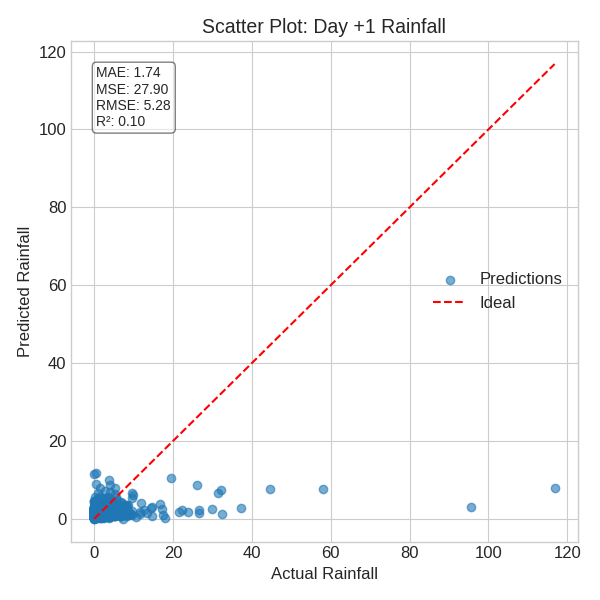 Scatter Plot: Day +1 Rainfall
MAE: 1.74
MSE: 27.90
RMSE: 5.28
R²: 0.10
120
100
80
60
40
20
0
Predicted Rainfall
Predictions
Ideal
0
20
40
60
80
100
120
Actual Rainfall